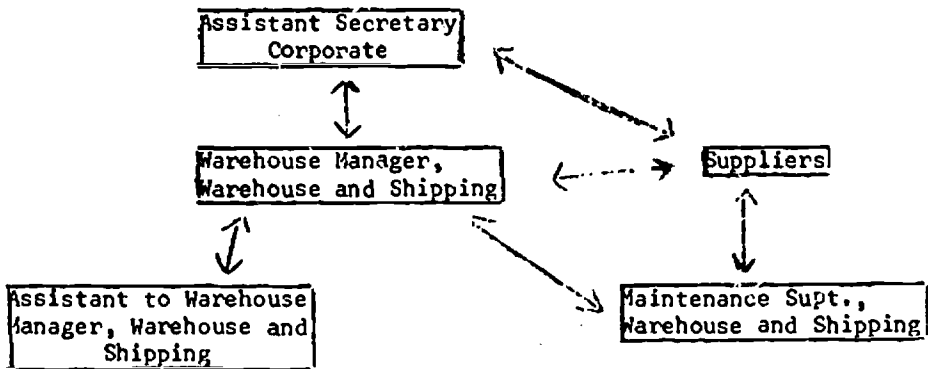 Assistant Secretary
Corporate
Warehouse Manager,
Warehouse and Shipping
Suppliers
Assistant to Warehouse
Manager, Warehouse and
Shipping
Maintenance Supt.,
Warehouse and Shipping